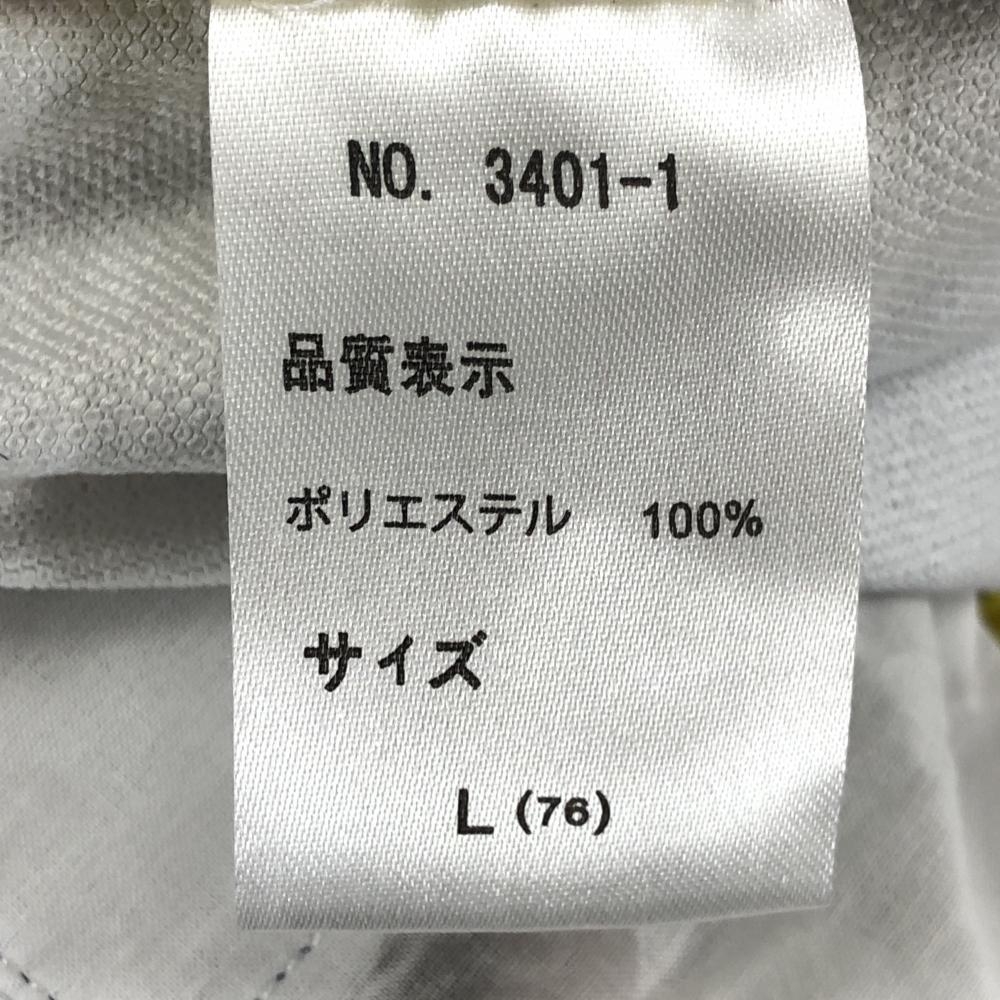 NO. 3401-1
品質表示
ポリエステル 100%
サイズ
L (76)